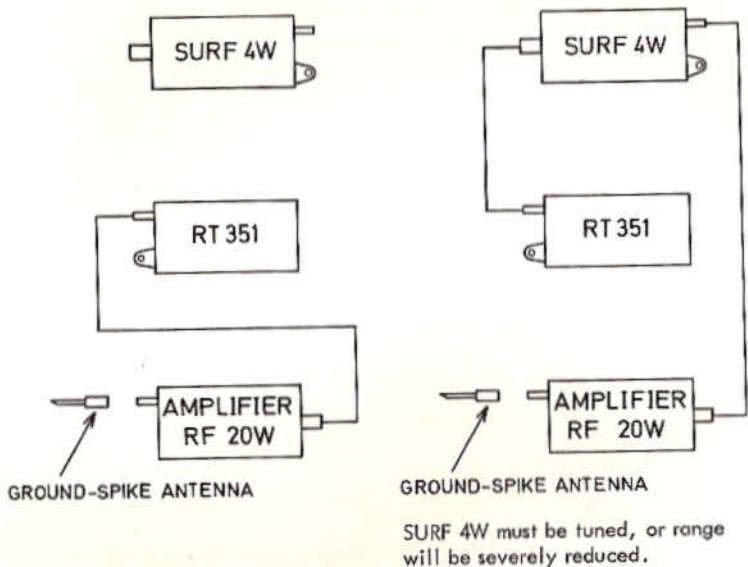 SURF 4W
RT 351
AMPLIFIER
RF 20W
GROUND-SPIKE ANTENNA
SURF 4W
RT 351
AMPLIFIER
RF 20W
GROUND-SPIKE ANTENNA
SURF 4W must be tuned, or range
will be severely reduced.